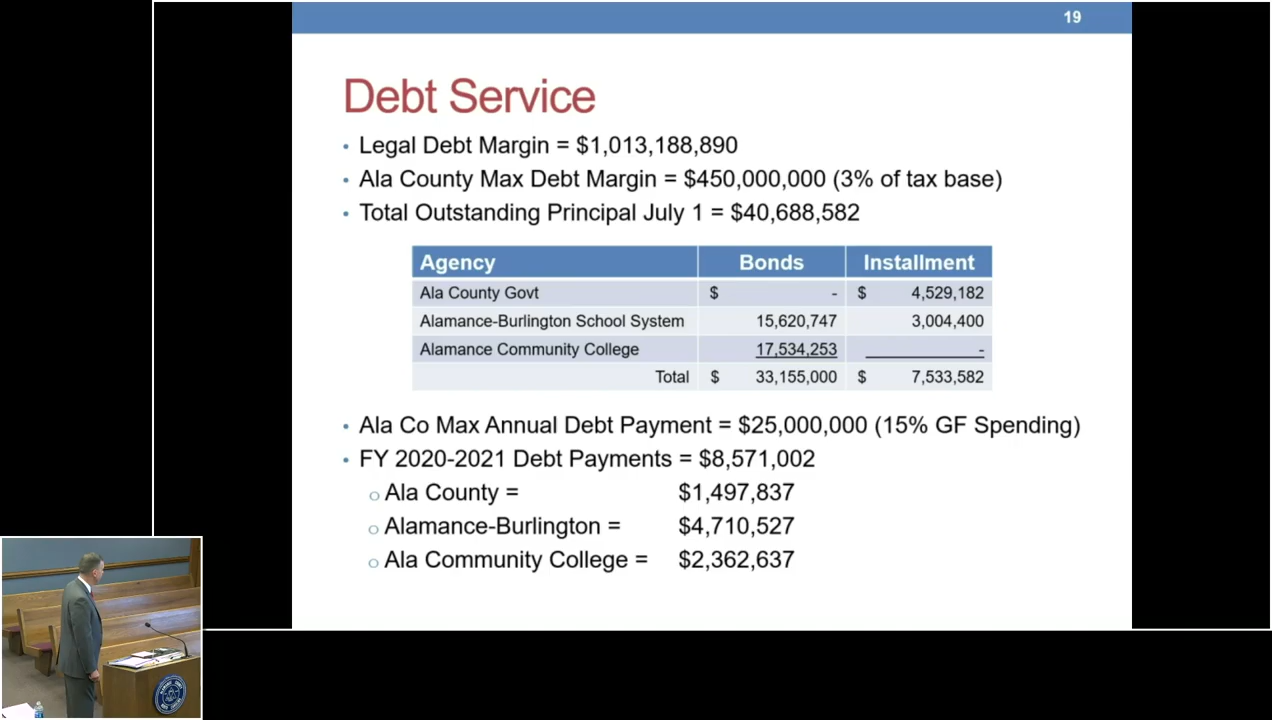 19
Debt Service
• Legal Debt Margin = $1,013,188,890
• Ala County Max Debt Margin = $450,000,000 (3% of tax base)
• Total Outstanding Principal July 1 = $40,688,582
Agency Bonds Installment
Ala County Govt $ - $ 4,529,182
Alamance-Burlington School System 15,620,747 3,004,400
Alamance Community College 17,534,253 -
Total $ 33,155,000 $ 7,533,582
• Ala Co Max Annual Debt Payment = $25,000,000 (15% GF Spending)
• FY 2020-2021 Debt Payments = $8,571,002
o Ala County = $1,497,837
o Alamance-Burlington = $4,710,527
o Ala Community College = $2,362,637